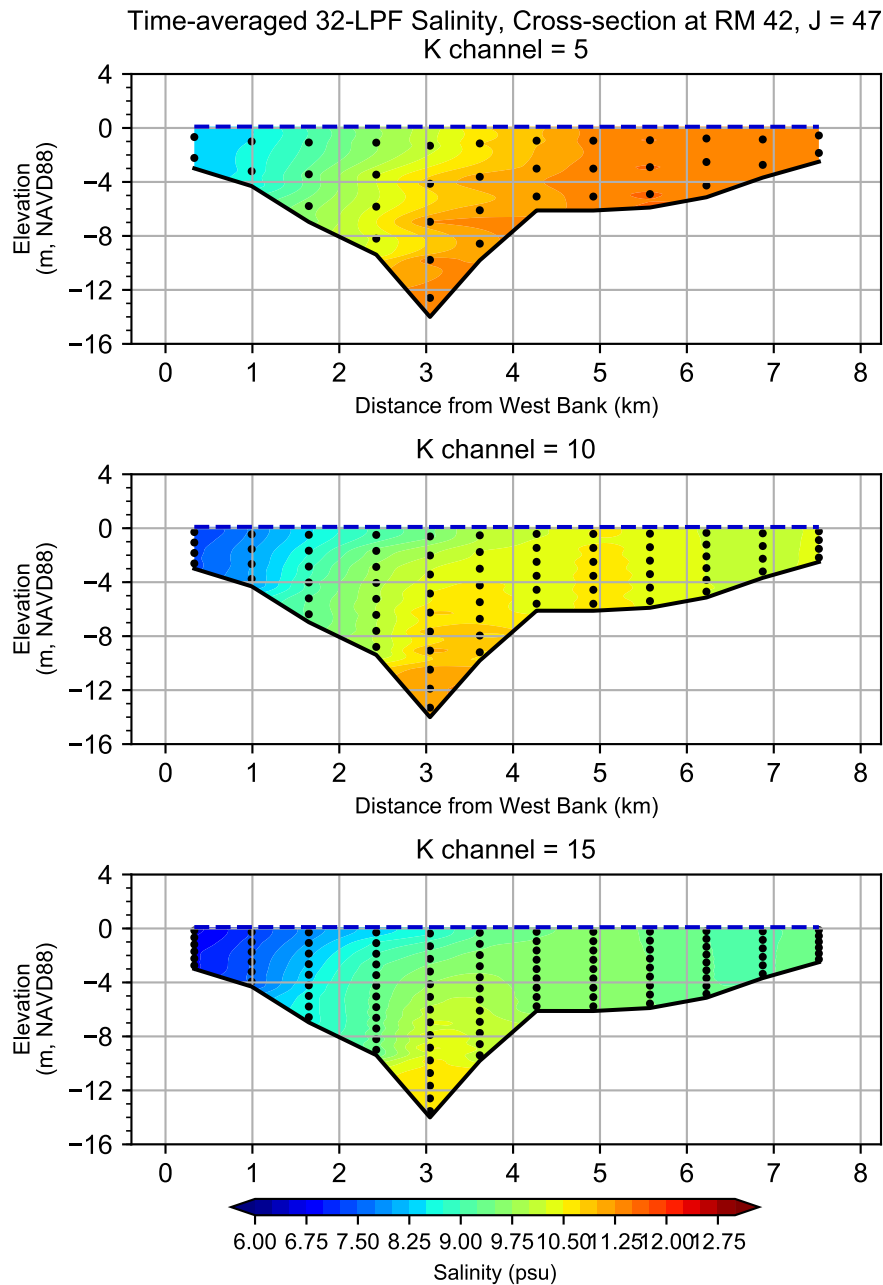 Time-averaged 32-LPF Salinity, Cross-section at RM 42, J = 47
K channel = 5
4
0
−4
−8
−12
−16
Elevation
(m, NAVD88)
0 1 2 3 4 5 6 7 8
Distance from West Bank (km)
K channel = 10
4
0
−4
−8
−12
−16
Elevation
(m, NAVD88)
0 1 2 3 4 5 6 7 8
Distance from West Bank (km)
K channel = 15
4
0
−4
−8
−12
−16
Elevation
(m, NAVD88)
0 1 2 3 4 5 6 7 8
6.00 6.75 7.50 8.25 9.00 9.75 10.50 11.25 12.00 12.75
Salinity (psu)